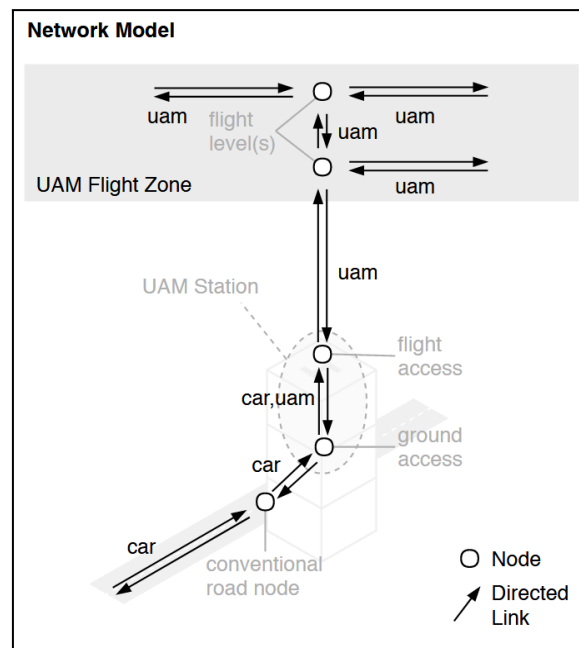 Network Model
uam
uam
flight
level(s)
uam
UAM Flight Zone
uam
uam
UAM Station
flight
access
car,uam
ground
access
car
car
conventional
road node
Node
Directed
Link